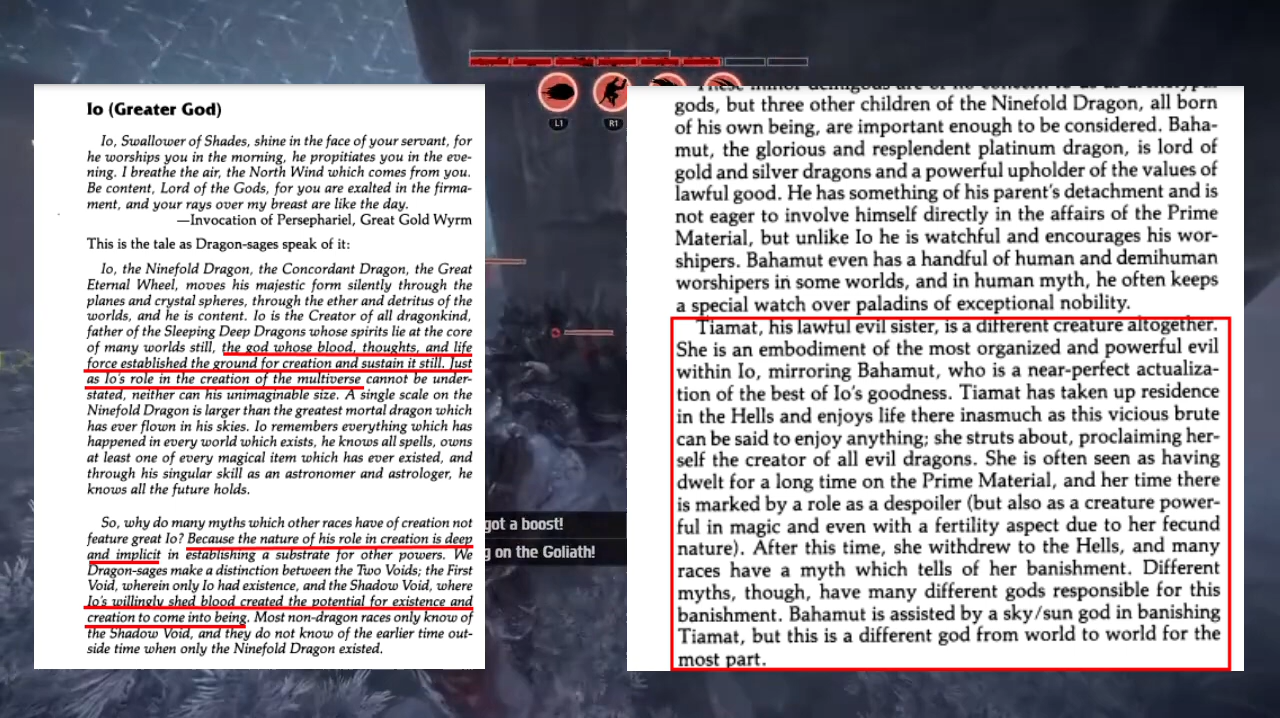 Io (Greater God)
Io, Swallower of Shades, shine in the face of your servant, for
he worships you in the morning, he propitiates you in the eve-
ning. I breathe the air, the North Wind which comes from you.
Be content, Lord of the Gods, for you are exalted in the firma-
ment, and your rays over my breast are like the day.
—Invocation of Persephariel, Great Gold Wyrm
This is the tale as Dragon-sages speak of it:
Io, the Ninefold Dragon, the Concordant Dragon, the Great
Eternal Wheel, moves his majestic form silently through the
planes and crystal spheres, through the ether and detritus of the
worlds, and he is content. Io is the Creator of all dragonkind,
father of the Sleeping Deep Dragons whose spirits lie at the core
of many worlds still, the god whose blood, thoughts, and life
force established the ground for creation and sustain it still. Just
as Io's role in the creation of the multiverse cannot be under-
stated, neither can his unimaginable size. A single scale on the
Ninefold Dragon is larger than the greatest mortal dragon which
has ever flown in his skies. Io remembers everything which has
happened in every world which exists, he knows all spells, owns
at least one of every magical item which has ever existed, and
through his singular skill as an astronomer and astrologer, he
knows all the future holds.
So, why do many myths which other races have of creation not
feature great Io? Because the nature of his role in creation is deep
and implicit in establishing a substrate for other powers. We
Dragon-sages make a distinction between the Two Voids; the First
Void, wherein only Io had existence, and the Shadow Void, where
Io's willingly shed blood created the potential for existence and
creation to come into being. Most non-dragon races only know of
the Shadow Void, and they do not know of the earlier time out-
side time when only the Ninefold Dragon existed.
L1
R1
got a boost!
g on the Goliath!
These minor demigods are of no concern to us as
gods, but three other children of the Ninefold Dragon, all born
of his own being, are important enough to be considered. Baha-
mut, the glorious and resplendent platinum dragon, is lord of
gold and silver dragons and a powerful upholder of the values of
lawful good. He has something of his parent's detachment and is
not eager to involve himself directly in the affairs of the Prime
Material, but unlike Io he is watchful and encourages his wor-
shipers. Bahamut even has a handful of human and demihuman
worshipers in some worlds, and in human myth, he often keeps
a special watch over paladins of exceptional nobility.
Tiamat, his lawful evil sister, is a different creature altogether.
She is an embodiment of the most organized and powerful evil
within Io, mirroring Bahamut, who is a near-perfect actualiza-
tion of the best of Io's goodness. Tiamat has taken up residence
in the Hells and enjoys life there inasmuch as this vicious brute
can be said to enjoy anything; she struts about, proclaiming her-
self the creator of all evil dragons. She is often seen as having
dwelt for a long time on the Prime Material, and her time there
is marked by a role as a despoiler (but also as a creature power-
ful in magic and even with a fertility aspect due to her fecund
nature). After this time, she withdrew to the Hells, and many
races have a myth which tells of her banishment. Different
myths, though, have many different gods responsible for this
banishment. Bahamut is assisted by a sky/sun god in banishing
Tiamat, but this is a different god from world to world for the
most part.